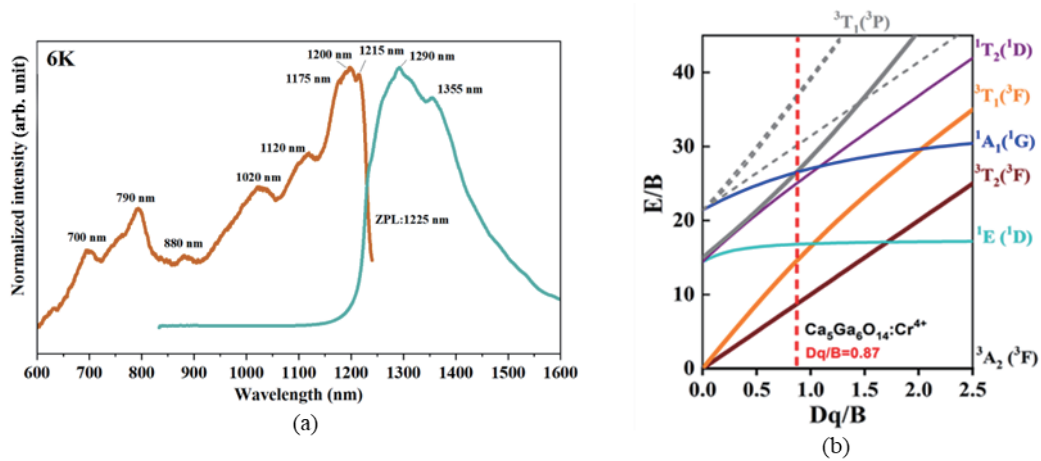 6K
1200 nm
1215 nm
1290 nm
1175 nm
1355 nm
1120 nm
1020 nm
790 nm
700 nm
880 nm
ZPL:1225 nm
Normalized intensity (arb. unit)
600 700 800 900 1000 1100 1200 1300 1400 1500 1600
Wavelength (nm)
(a)
b)
³T₁(³P)
40
30
20
10
0
E/B
¹T₂(¹D)
³T₁(³F)
¹A₁(¹G)
³T₂(³F)
¹E (¹D)
Ca₅Ga₆O₁₄:Cr⁴⁺
Dq/B=0.87
³A₂ (³F)
0.0 0.5 1.0 1.5 2.0 2.5
Dq/B
(b)